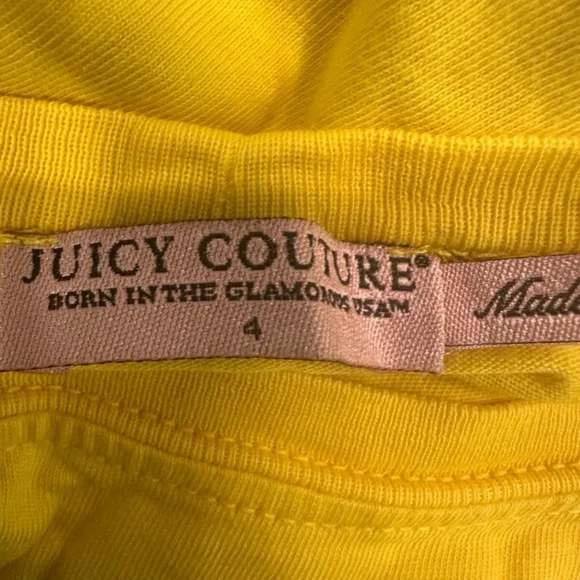 JUICY COUTURE®
BORN IN THE GLAMOROUS USA™
4
Made